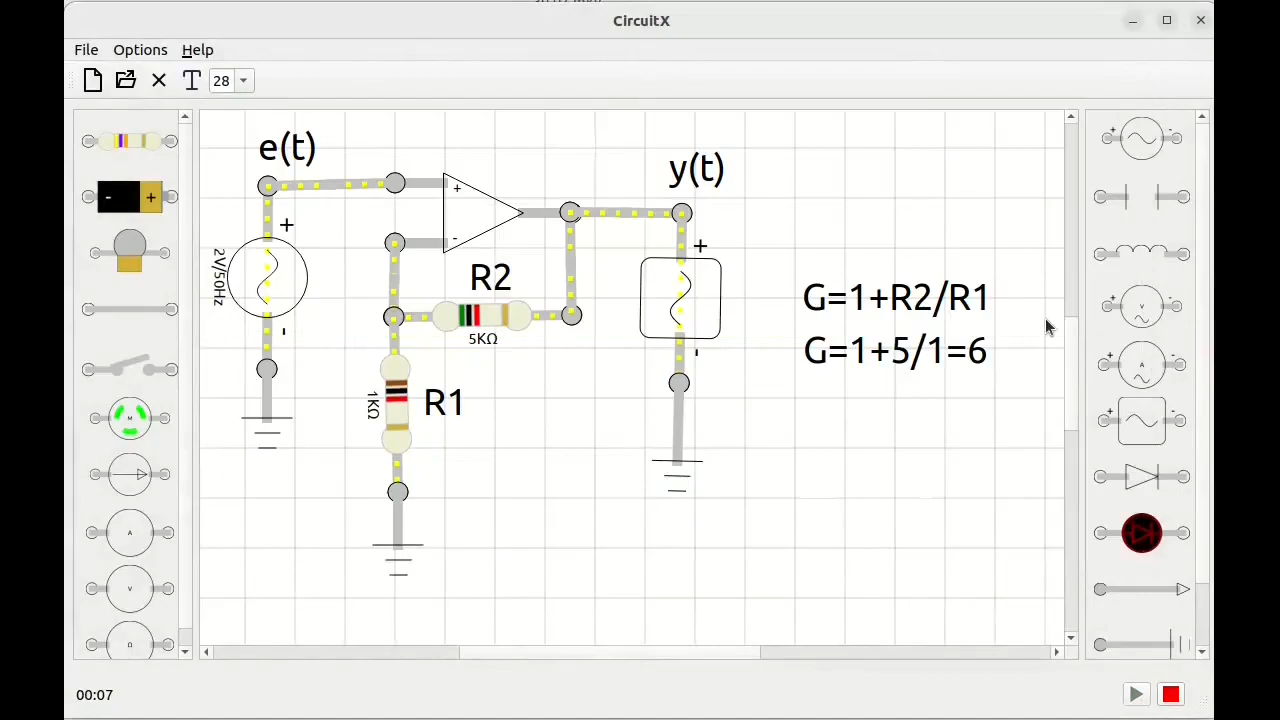 CircuitX
File Options Help
28
e(t)
y(t)
+
-
+
-
2V/50Hz
R2
5KΩ
+
-
1KΩ
R1
G=1+R2/R1
G=1+5/1=6
- +
M
A
V
Ω
+ -
+ -
V
+ -
A
+ -
00:07